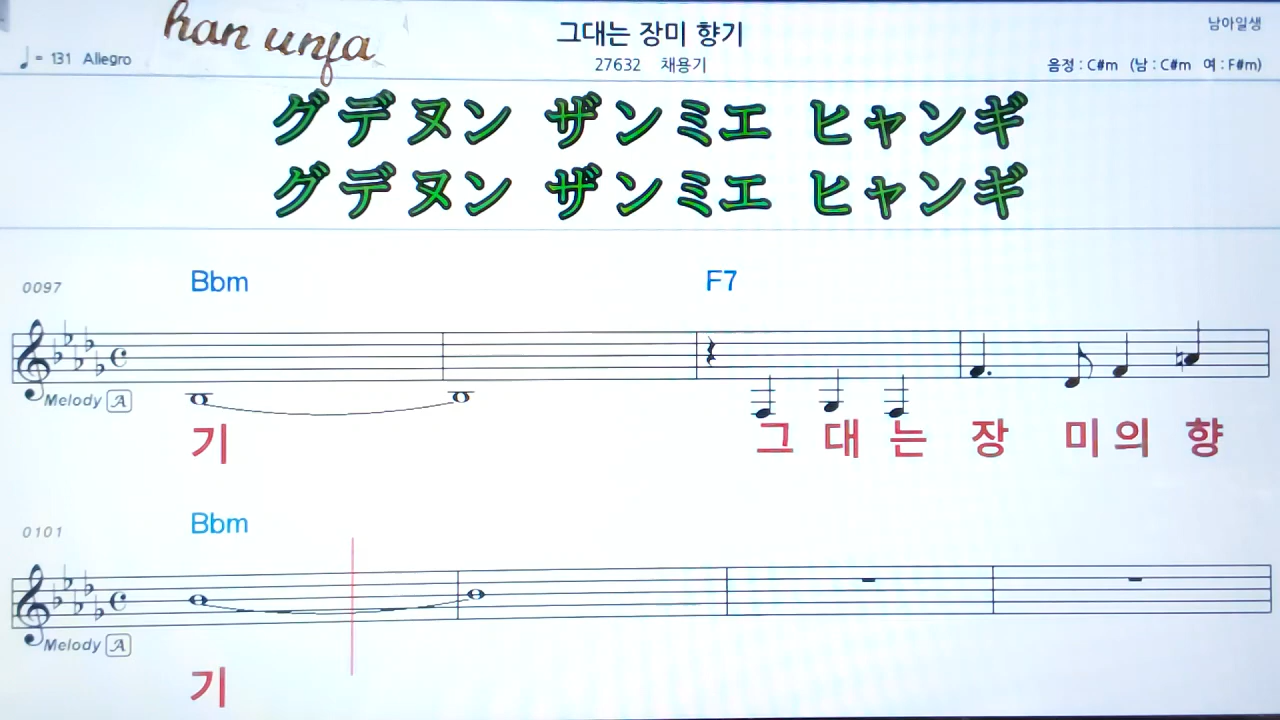 han unja
그대는 장미 향기
남아일생
♩= 131 Allegro
27632 채용기
음정 : C#m (남 : C#m 여 : F#m)
グデヌン ザンミエ ヒャンギ
グデヌン ザンミエ ヒャンギ
0097
Bbm F7
Melody A
기 그 대 는 장 미 의 향
0101
Bbm
Melody A
기